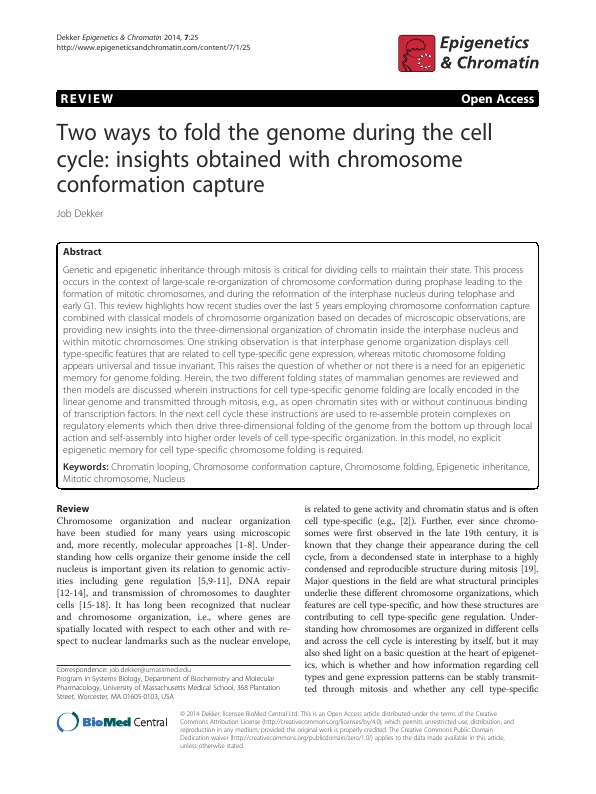 Dekker Epigenetics & Chromatin 2014, 7:25
http://www.epigeneticsandchromatin.com/content/7/1/25
Epigenetics
& Chromatin
REVIEW
Open Access
Two ways to fold the genome during the cell
cycle: insights obtained with chromosome
conformation capture
Job Dekker
Abstract
Genetic and epigenetic inheritance through mitosis is critical for dividing cells to maintain their state. This process
occurs in the context of large-scale re-organization of chromosome conformation during prophase leading to the
formation of mitotic chromosomes, and during the reformation of the interphase nucleus during telophase and
early G1. This review highlights how recent studies over the last 5 years employing chromosome conformation capture
combined with classical models of chromosome organization based on decades of microscopic observations, are
providing new insights into the three-dimensional organization of chromatin inside the interphase nucleus and
within mitotic chromosomes. One striking observation is that interphase genome organization displays cell
type-specific features that are related to cell type-specific gene expression, whereas mitotic chromosome folding
appears universal and tissue invariant. This raises the question of whether or not there is a need for an epigenetic
memory for genome folding. Herein, the two different folding states of mammalian genomes are reviewed and
then models are discussed wherein instructions for cell type-specific genome folding are locally encoded in the
linear genome and transmitted through mitosis, e.g., as open chromatin sites with or without continuous binding
of transcription factors. In the next cell cycle these instructions are used to re-assemble protein complexes on
regulatory elements which then drive three-dimensional folding of the genome from the bottom up through local
action and self-assembly into higher order levels of cell type-specific organization. In this model, no explicit
epigenetic memory for cell type-specific chromosome folding is required.
Keywords: Chromatin looping, Chromosome conformation capture, Chromosome folding, Epigenetic inheritance,
Mitotic chromosome, Nucleus
Review
Chromosome organization and nuclear organization
have been studied for many years using microscopic
and, more recently, molecular approaches [1-8]. Under-
standing how cells organize their genome inside the cell
nucleus is important given its relation to genomic activ-
ities including gene regulation [5,9-11], DNA repair
[12-14], and transmission of chromosomes to daughter
cells [15-18]. It has long been recognized that nuclear
and chromosome organization, i.e., where genes are
spatially located with respect to each other and with re-
spect to nuclear landmarks such as the nuclear envelope,
is related to gene activity and chromatin status and is often
cell type-specific (e.g., [2]). Further, ever since chromo-
somes were first observed in the late 19th century, it is
known that they change their appearance during the cell
cycle, from a decondensed state in interphase to a highly
condensed and reproducible structure during mitosis [19].
Major questions in the field are what structural principles
underlie these different chromosome organizations, which
features are cell type-specific, and how these structures are
contributing to cell type-specific gene regulation. Under-
standing how chromosomes are organized in different cells
and across the cell cycle is interesting by itself, but it may
also shed light on a basic question at the heart of epigenet-
ics, which is whether and how information regarding cell
types and gene expression patterns can be stably transmit-
ted through mitosis and whether any cell type-specific
Correspondence: job.dekker@umassmed.edu
Program in Systems Biology, Department of Biochemistry and Molecular
Pharmacology, University of Massachusetts Medical School, 368 Plantation
Street, Worcester, MA 01605-0103, USA
BioMed Central
© 2014 Dekker; licensee BioMed Central Ltd. This is an Open Access article distributed under the terms of the Creative
Commons Attribution License (http://creativecommons.org/licenses/by/4.0), which permits unrestricted use, distribution, and
reproduction in any medium, provided the original work is properly credited. The Creative Commons Public Domain
Dedication waiver (http://creativecommons.org/publicdomain/zero/1.0/) applies to the data made available in this article,
unless otherwise stated.